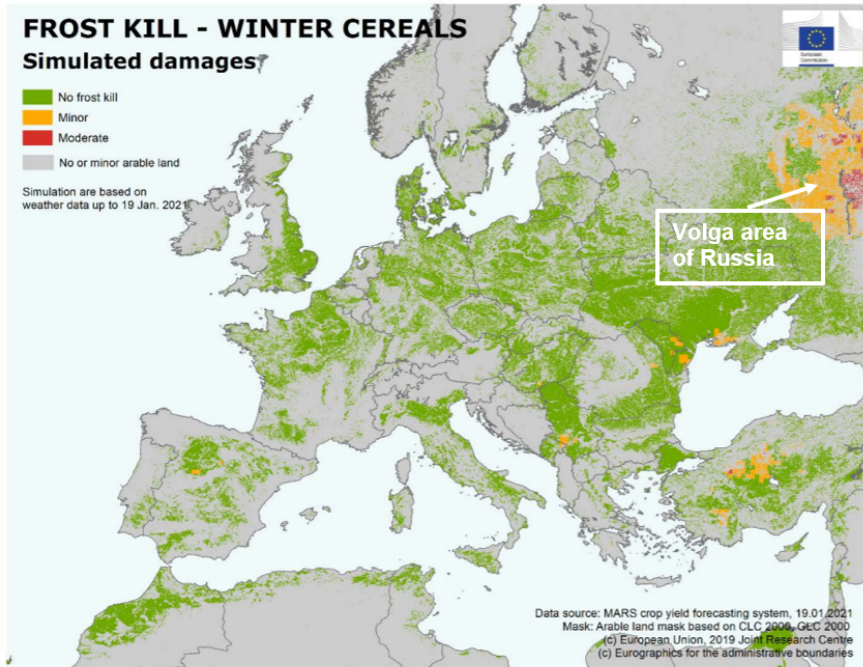 FROST KILL - WINTER CEREALS
Simulated damages
No frost kill
Minor
Moderate
No or minor arable land
Simulation are based on
weather data up to 19 Jan. 2021
European
Commission
Volga area
of Russia
Data source: MARS crop yield forecasting system, 19.01.2021
Mask: Arable land mask based on CLC 2000, GLC 2000
(c) European Union, 2019 Joint Research Centre
(c) Eurographics for the administrative boundaries